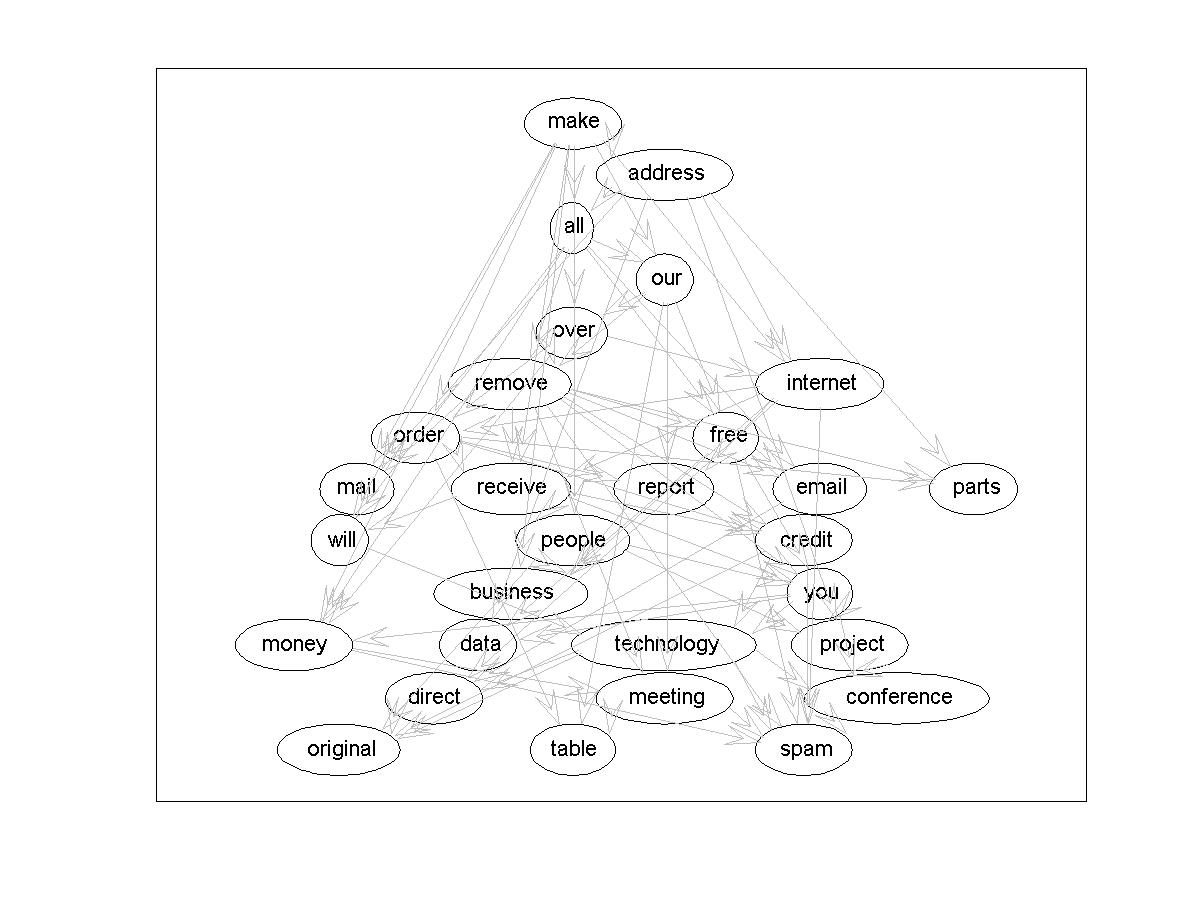 make
address
all
our
over
remove
internet
order
free
mail
receive
report
email
parts
will
people
credit
business
you
money
data
technology
project
direct
meeting
conference
original
table
spam